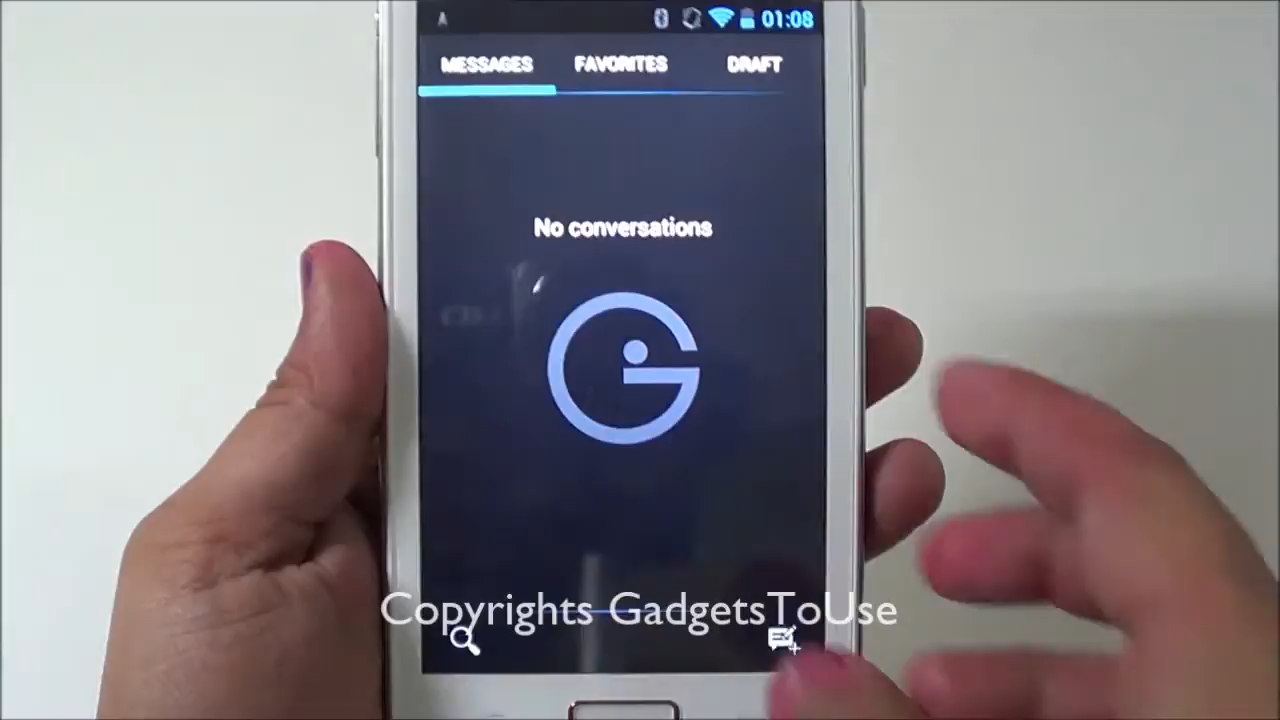 A 01:08
MESSAGES FAVORITES DRAFT
No conversations
G
Copyrights GadgetsToUse